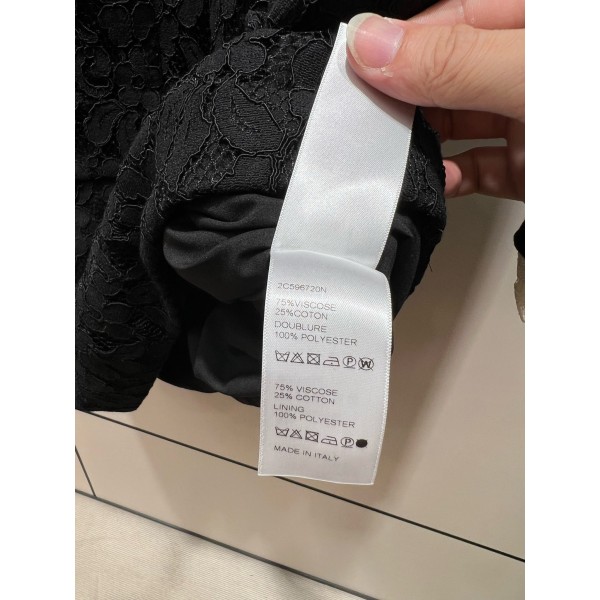 2C596720N
75%VISCOSE
25%COTON
DOUBLURE
100% POLYESTER
P W
75% VISCOSE
25% COTTON
LINING
100% POLYESTER
P
MADE IN ITALY